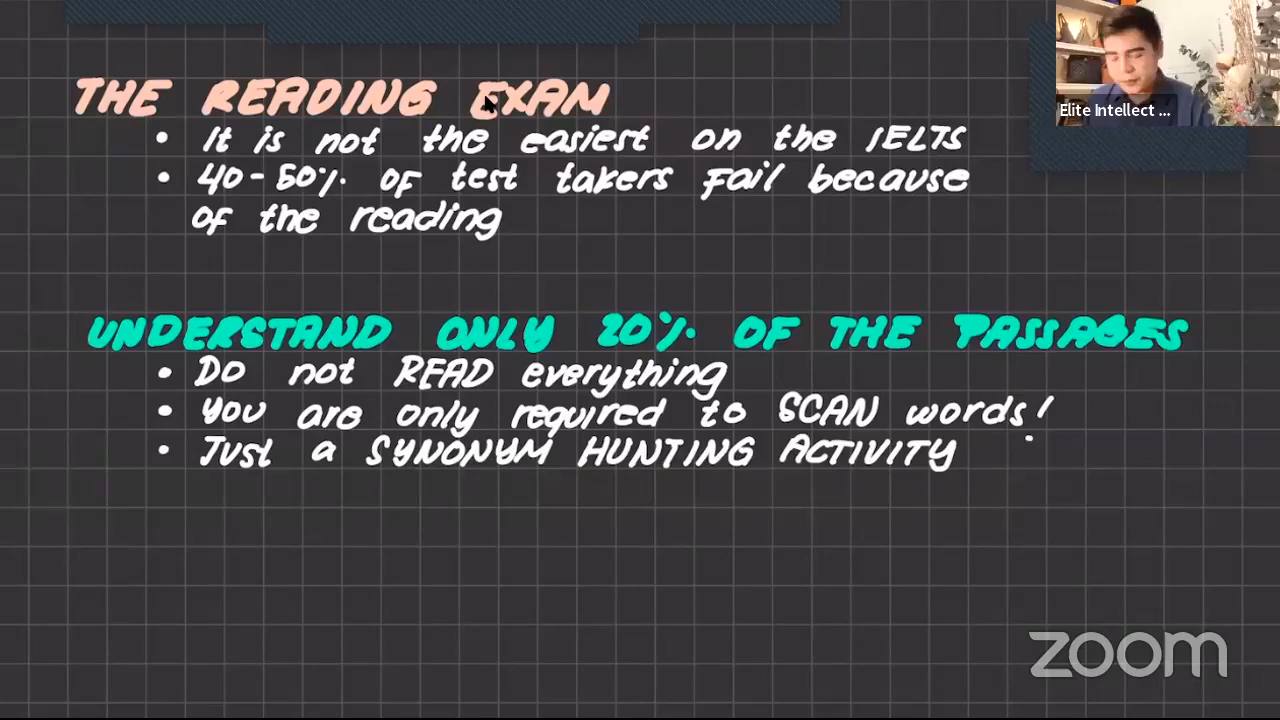 THE READING EXAM
• It is not the easiest on the IELTS
• 40-50% of test takers fail because
of the reading
UNDERSTAND ONLY 20% OF THE PASSAGES
• Do not READ everything
• You are only required to SCAN words!
• Just a SYNONYM HUNTING ACTIVITY
Elite Intellect ...
zoom